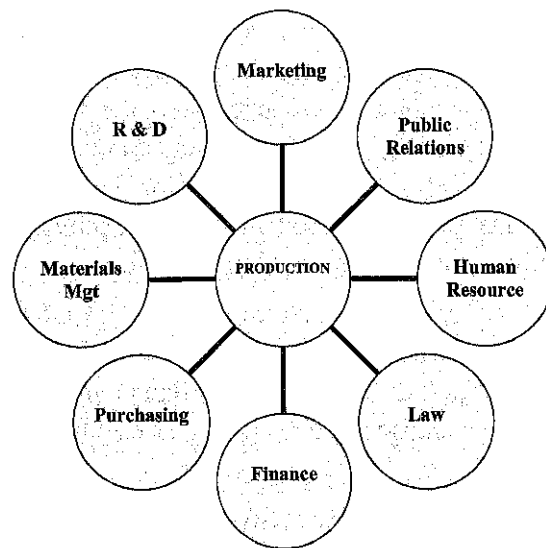 Marketing
R & D
Public
Relations
Materials
Mgt
PRODUCTION
Human
Resource
Purchasing
Law
Finance